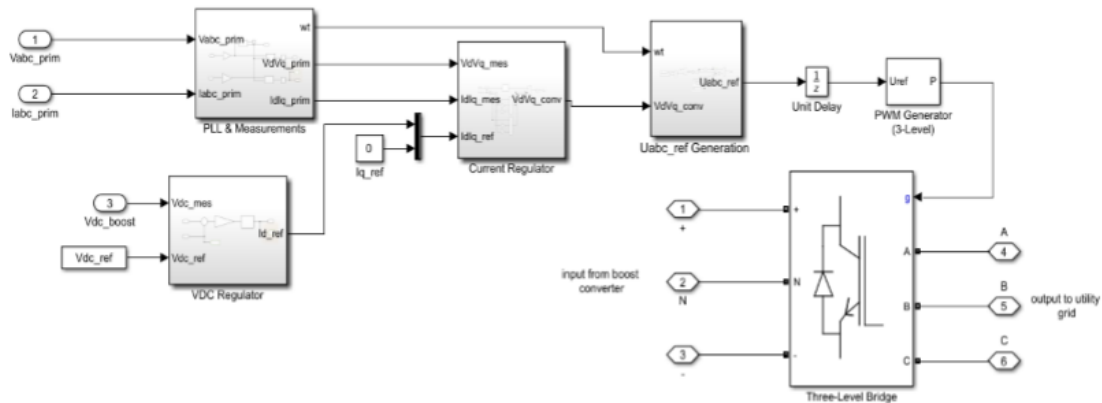 1
Vabc_prim
2
Iabc_prim
Vabc_prim
Iabc_prim
wt
VdVq_prim
IdIq_prim
PLL & Measurements
3
Vdc_boost
Vdc_ref
Vdc_mes
Vdc_ref
Id_ref
VDC Regulator
0
Iq_ref
VdVq_mes
IdIq_mes
IdIq_ref
VdVq_conv
Current Regulator
wt
VdVq_conv
Uabc_ref
Uabc_ref Generation
1
z
Unit Delay
Uref
P
PWM Generator
(3-Level)
input from boost
converter
1
+
2
N
3
-
+
N
-
g
A
B
C
Three-Level Bridge
A
4
B
5
C
6
output to utility
grid